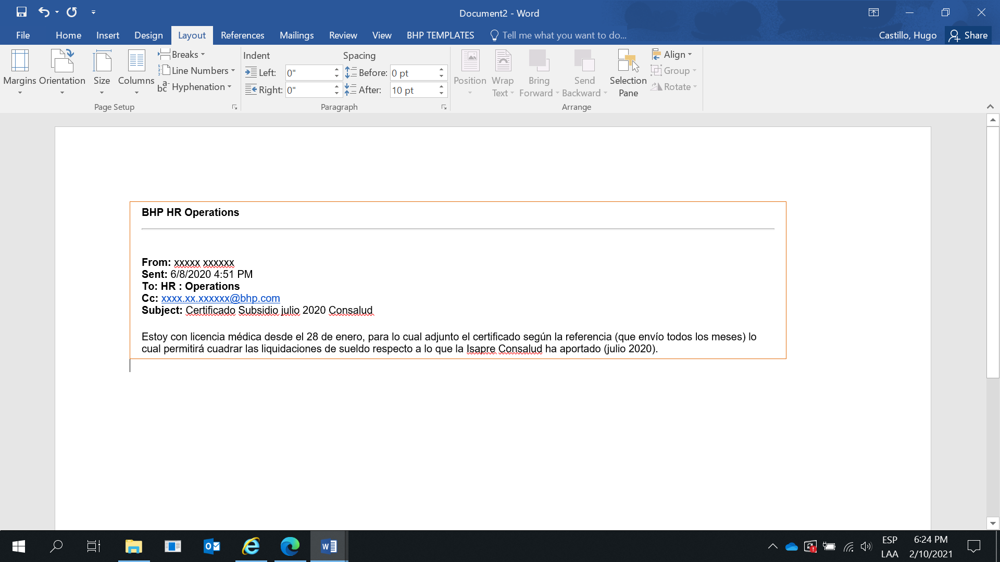 Document2 - Word
File Home Insert Design Layout References Mailings Review View BHP TEMPLATES Tell me what you want to do... Castillo, Hugo Share
Margins Orientation Size Columns
Breaks
Line Numbers
Hyphenation
Page Setup
Indent Spacing
Left: 0" Before: 0 pt
Right: 0" After: 10 pt
Paragraph
Position Wrap Text Bring Forward Send Backward Selection Pane
Align
Group
Rotate
Arrange
BHP HR Operations
From: xxxxx xxxxxx
Sent: 6/8/2020 4:51 PM
To: HR : Operations
Cc: xxxx.xx.xxxxxx@bhp.com
Subject: Certificado Subsidio julio 2020 Consalud
Estoy con licencia médica desde el 28 de enero, para lo cual adjunto el certificado según la referencia (que envío todos los meses) lo
cual permitirá cuadrar las liquidaciones de sueldo respecto a lo que la Isapre Consalud ha aportado (julio 2020).
ESP 6:24 PM
LAA 2/10/2021